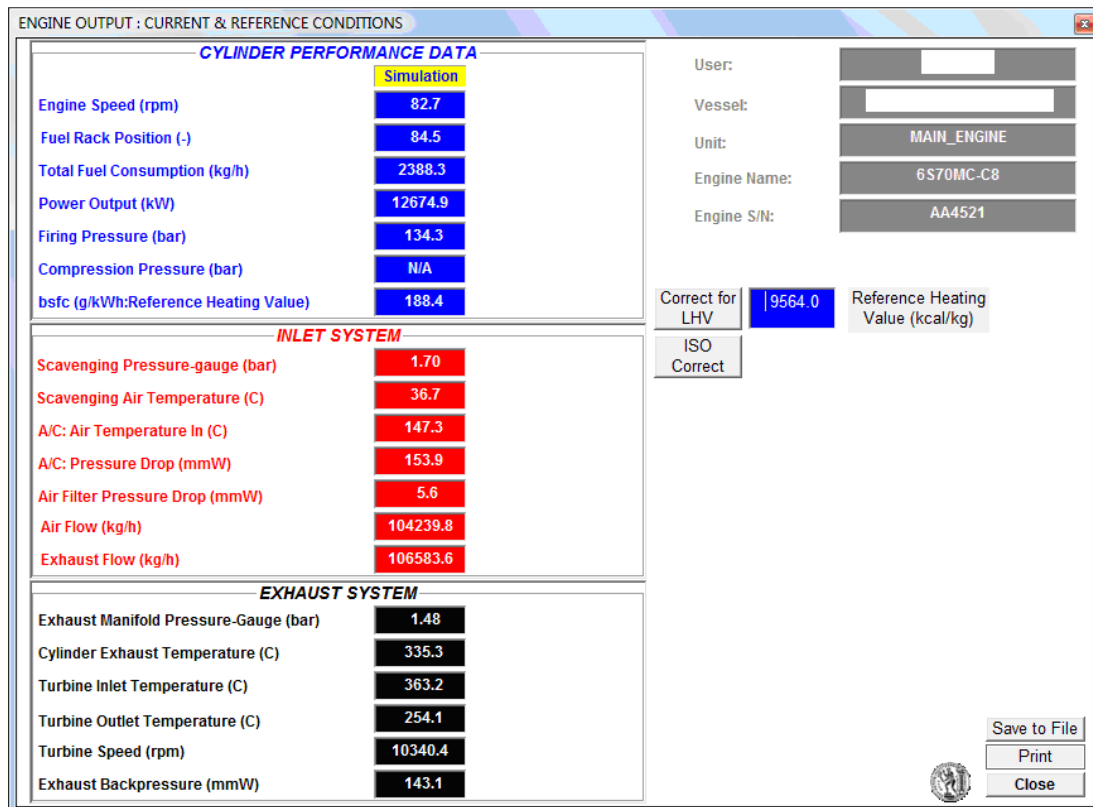 ENGINE OUTPUT : CURRENT & REFERENCE CONDITIONS
CYLINDER PERFORMANCE DATA
Simulation
Engine Speed (rpm) 82.7
Fuel Rack Position (-) 84.5
Total Fuel Consumption (kg/h) 2388.3
Power Output (kW) 12674.9
Firing Pressure (bar) 134.3
Compression Pressure (bar) N/A
bsfc (g/kWh:Reference Heating Value) 188.4
INLET SYSTEM
Scavenging Pressure-gauge (bar) 1.70
Scavenging Air Temperature (C) 36.7
A/C: Air Temperature In (C) 147.3
A/C: Pressure Drop (mmW) 153.9
Air Filter Pressure Drop (mmW) 5.6
Air Flow (kg/h) 104239.8
Exhaust Flow (kg/h) 106583.6
EXHAUST SYSTEM
Exhaust Manifold Pressure-Gauge (bar) 1.48
Cylinder Exhaust Temperature (C) 335.3
Turbine Inlet Temperature (C) 363.2
Turbine Outlet Temperature (C) 254.1
Turbine Speed (rpm) 10340.4
Exhaust Backpressure (mmW) 143.1
User:
Vessel:
Unit: MAIN_ENGINE
Engine Name: 6S70MC-C8
Engine S/N: AA4521
Correct for
LHV
9564.0
Reference Heating
Value (kcal/kg)
ISO
Correct
Save to File
Print
Close